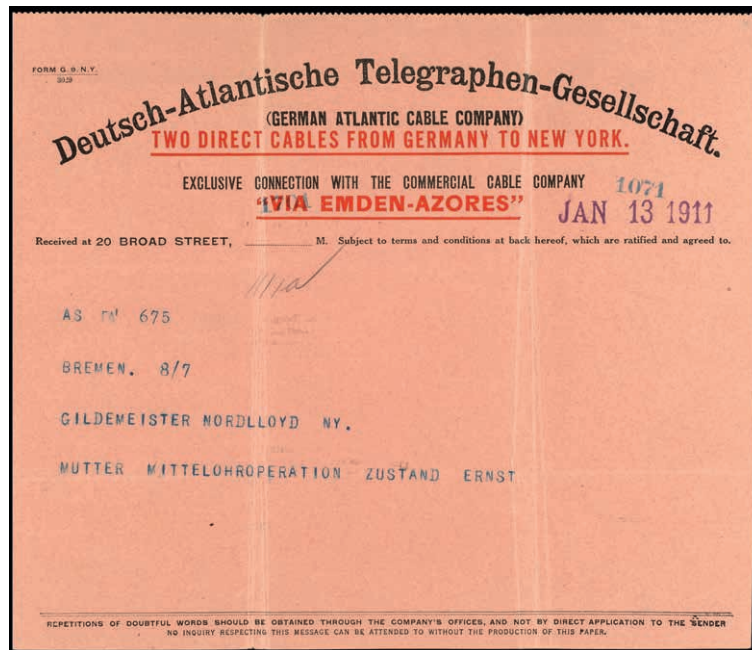 FORM G. 9. N.Y.
Deutsch-Atlantische Telegraphen-Gesellschaft.
(GERMAN ATLANTIC CABLE COMPANY)
TWO DIRECT CABLES FROM GERMANY TO NEW YORK.
EXCLUSIVE CONNECTION WITH THE COMMERCIAL CABLE COMPANY
1071
"VIA EMDEN-AZORES"
JAN 13 1911
Received at 20 BROAD STREET, M. Subject to terms and conditions at back hereof, which are ratified and agreed to.
AS 675
BREMEN. 8/7
GILDEMEISTER NORDLLOYD NY.
MUTTER MITTELOHROPERATION ZUSTAND ERNST
REPETITIONS OF DOUBTFUL WORDS SHOULD BE OBTAINED THROUGH THE COMPANY'S OFFICES, AND NOT BY DIRECT APPLICATION TO THE SENDER
NO INQUIRY RESPECTING THIS MESSAGE CAN BE ATTENDED TO WITHOUT THE PRODUCTION OF THIS PAPER.